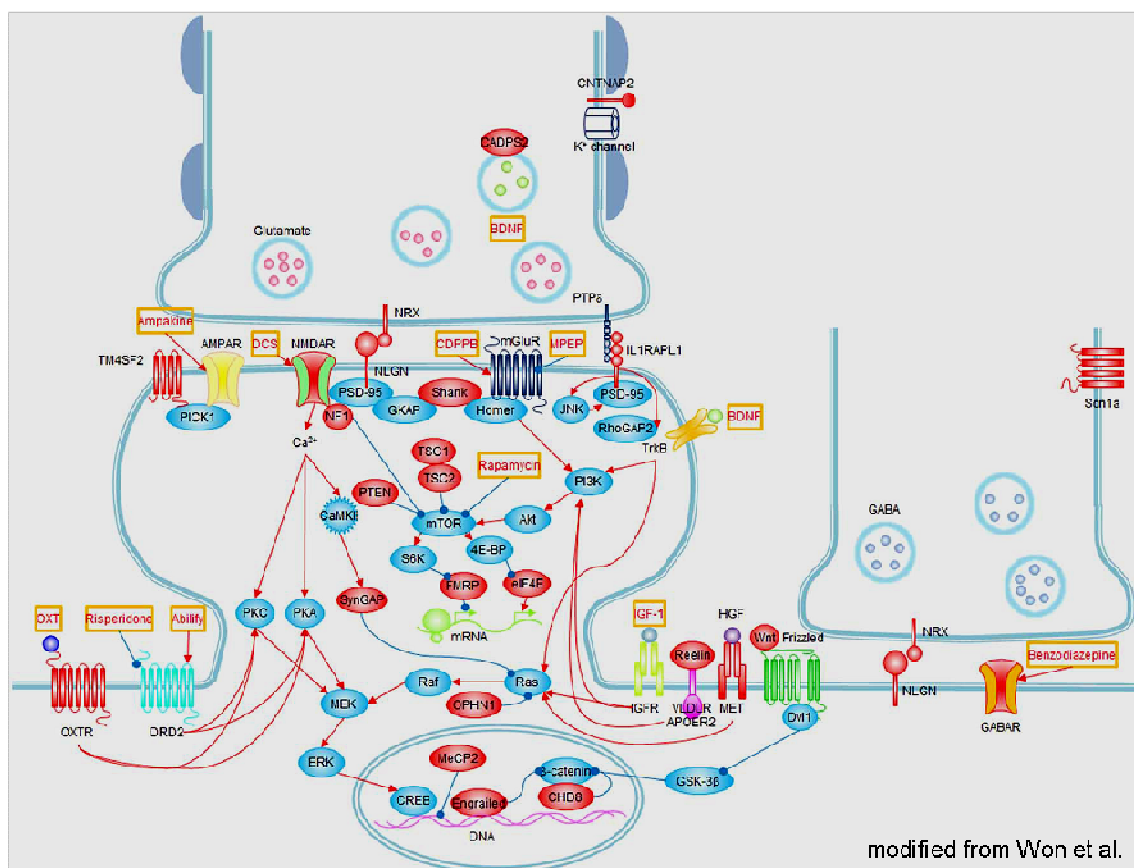 CNTNAP2
K⁺ channel
CADPS2
BDNF
Glutamate
PTPδ
NRX
Ampakine
AMPAR
DCS
NMDAR
CDPPB
mGluR
MPEP
IL1RAPL1
TM4SF2
NLGN
PSD-95
Shank
PSD-95
Scn1a
PICK1
NF1
GKAP
Homer
JNK
BDNF
RhoGAP2
TrkB
Ca²⁺
TSC1
TSC2
Rapamycin
PI3K
PTEN
CaMKII
mTOR
Akt
GABA
S6K
4E-BP
SynGAP
FMRP
eIF4F
OXT
Risperidone
Abilify
PKC
PKA
mRNA
IGF-1
HGF
Wnt
Frizzled
NRX
Reelin
Benzodiazepine
Raf
Ras
MEK
OPHN1
IGFR
VLDLR
APOER2
MET
Dvl1
NLGN
GABAR
OXTR
DRD2
ERK
MeCP2
β-catenin
GSK-3β
CREB
Engrailed
CHD8
DNA
modified from Won et al.